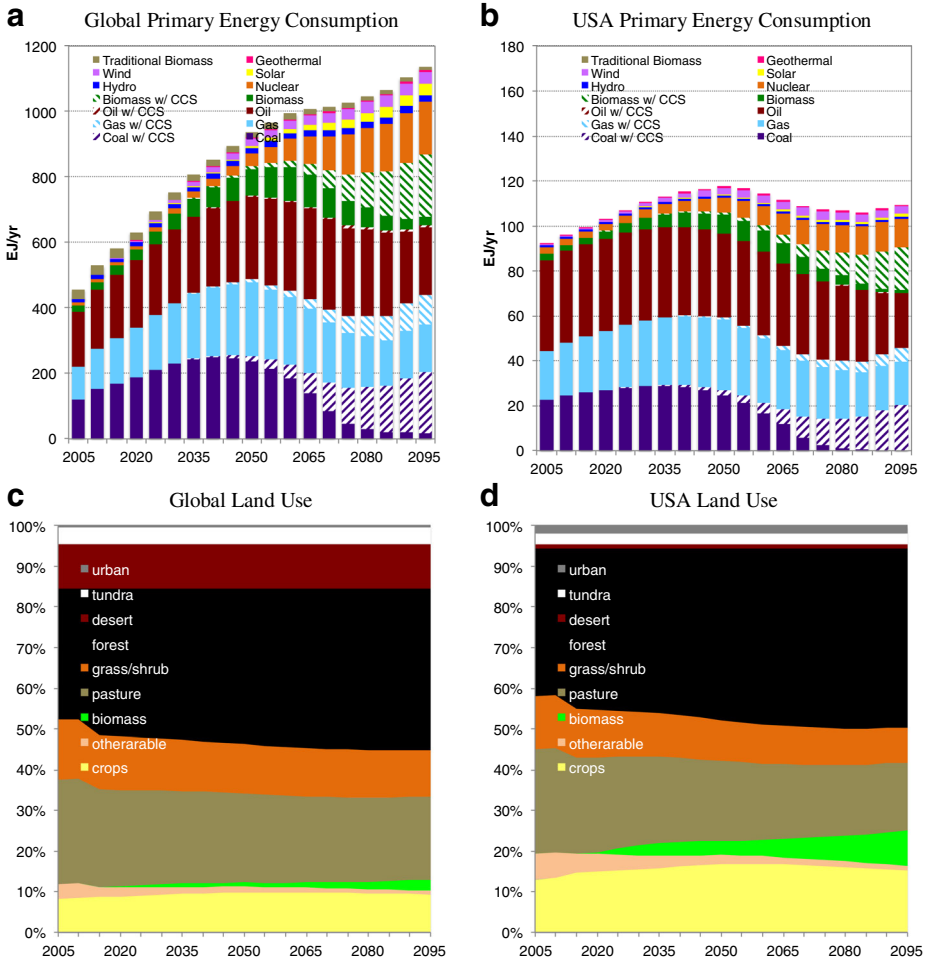 a Global Primary Energy Consumption
1200
1000
800
600
400
200
0
EJ/yr
Traditional Biomass Geothermal
Wind Solar
Hydro Nuclear
Biomass w/ CCS Biomass
Oil w/ CCS Oil
Gas w/ CCS Gas
Coal w/ CCS Coal
2005 2020 2035 2050 2065 2080 2095
b USA Primary Energy Consumption
180
160
140
120
100
80
60
40
20
0
EJ/yr
Traditional Biomass Geothermal
Wind Solar
Hydro Nuclear
Biomass w/ CCS Biomass
Oil w/ CCS Oil
Gas w/ CCS Gas
Coal w/ CCS Coal
2005 2020 2035 2050 2065 2080 2095
c Global Land Use
100%
90%
80%
70%
60%
50%
40%
30%
20%
10%
0%
urban
tundra
desert
forest
grass/shrub
pasture
biomass
otherarable
crops
2005 2020 2035 2050 2065 2080 2095
d USA Land Use
100%
90%
80%
70%
60%
50%
40%
30%
20%
10%
0%
urban
tundra
desert
forest
grass/shrub
pasture
biomass
otherarable
crops
2005 2020 2035 2050 2065 2080 2095